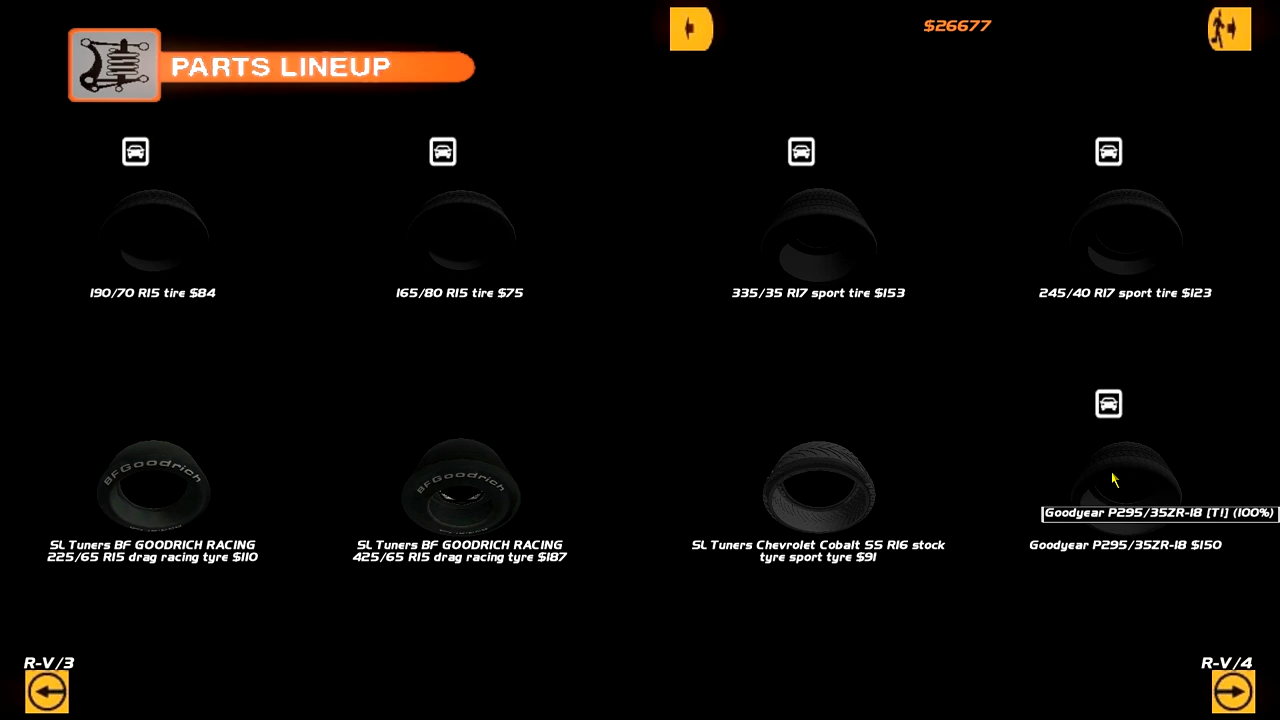 PARTS LINEUP
$26677
190/70 R15 tire $84
165/80 R15 tire $75
335/35 R17 sport tire $153
245/40 R17 sport tire $123
BFGoodrich
BFGoodrich
Goodyear P295/35ZR-18 [T1] (100%)
SL Tuners BF GOODRICH RACING
225/65 R15 drag racing tyre $110
SL Tuners BF GOODRICH RACING
425/65 R15 drag racing tyre $187
SL Tuners Chevrolet Cobalt SS R16 stock
tyre sport tyre $91
Goodyear P295/35ZR-18 $150
R-V/3
R-V/4